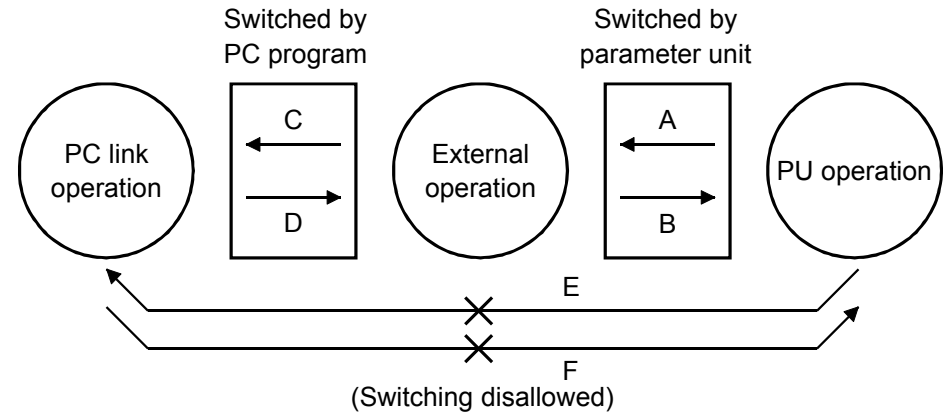 Switched by
PC program
Switched by
parameter unit
PC link
operation
C
D
External
operation
A
B
PU operation
E
F
(Switching disallowed)